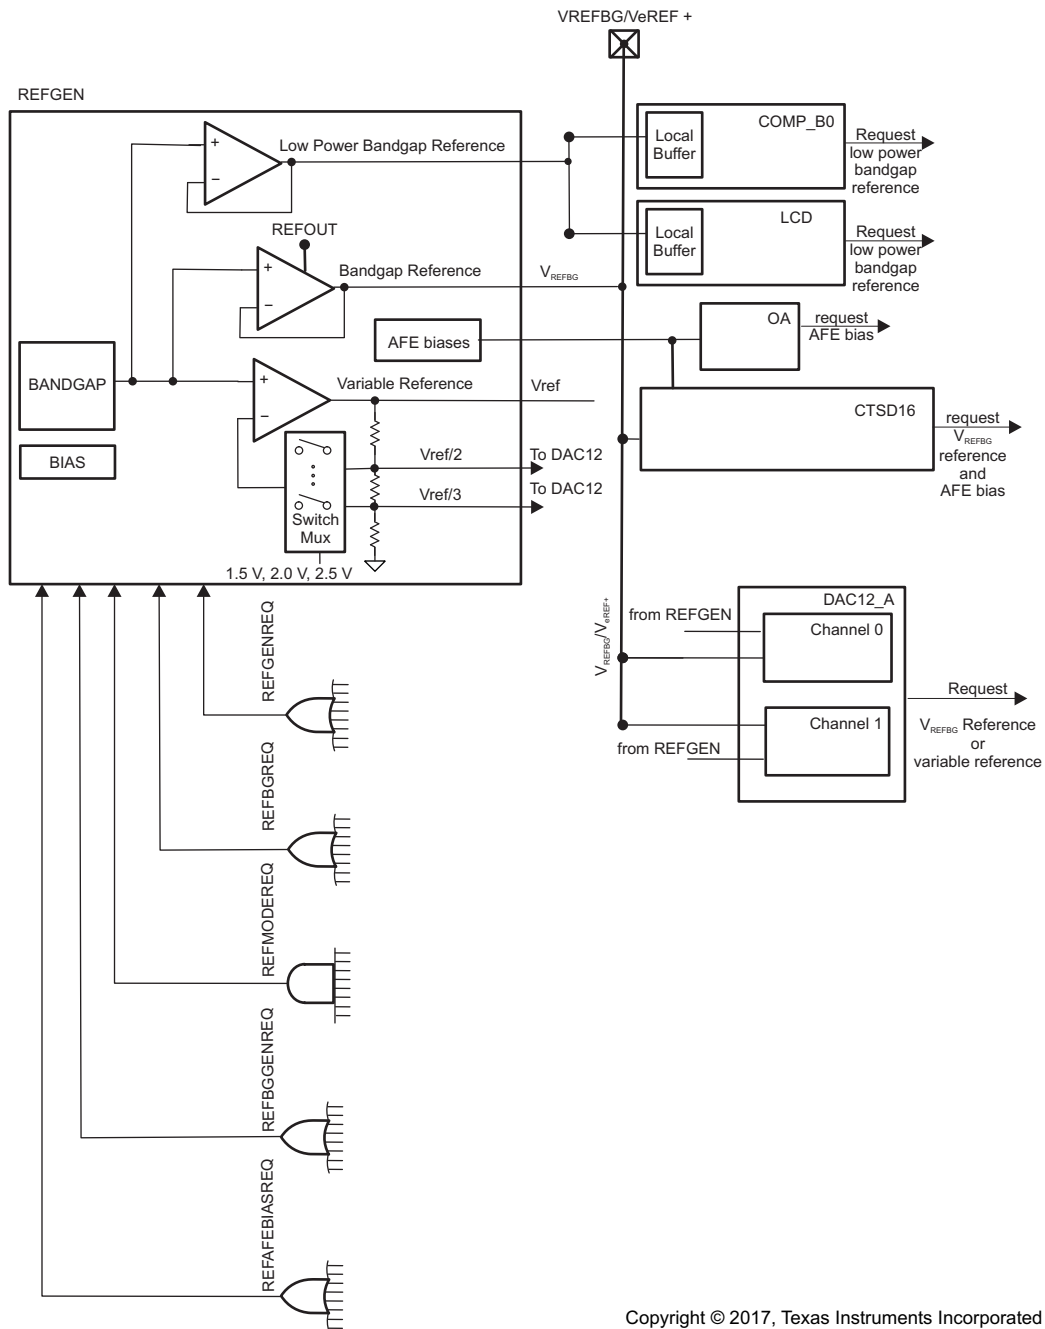 VREFBG/VeREF +
REFGEN
Low Power Bandgap Reference
REFOUT
Bandgap Reference
VREFBG
AFE biases
BANDGAP
Variable Reference
Vref
BIAS
Vref/2
To DAC12
Vref/3
To DAC12
Switch
Mux
1.5 V, 2.0 V, 2.5 V
+
−
+
−
+
−
COMP_B0
Local
Buffer
Request
low power
bandgap
reference
LCD
Local
Buffer
Request
low power
bandgap
reference
OA
request
AFE bias
CTSD16
request
VREFBG
reference
and
AFE bias
VREFBG/VeREF+
DAC12_A
from REFGEN
Channel 0
Channel 1
from REFGEN
Request
VREFBG Reference
or
variable reference
REFGENREQ
REFBGREQ
REFMODEREQ
REFBGGENREQ
REFAFEBIASREQ
Copyright © 2017, Texas Instruments Incorporated